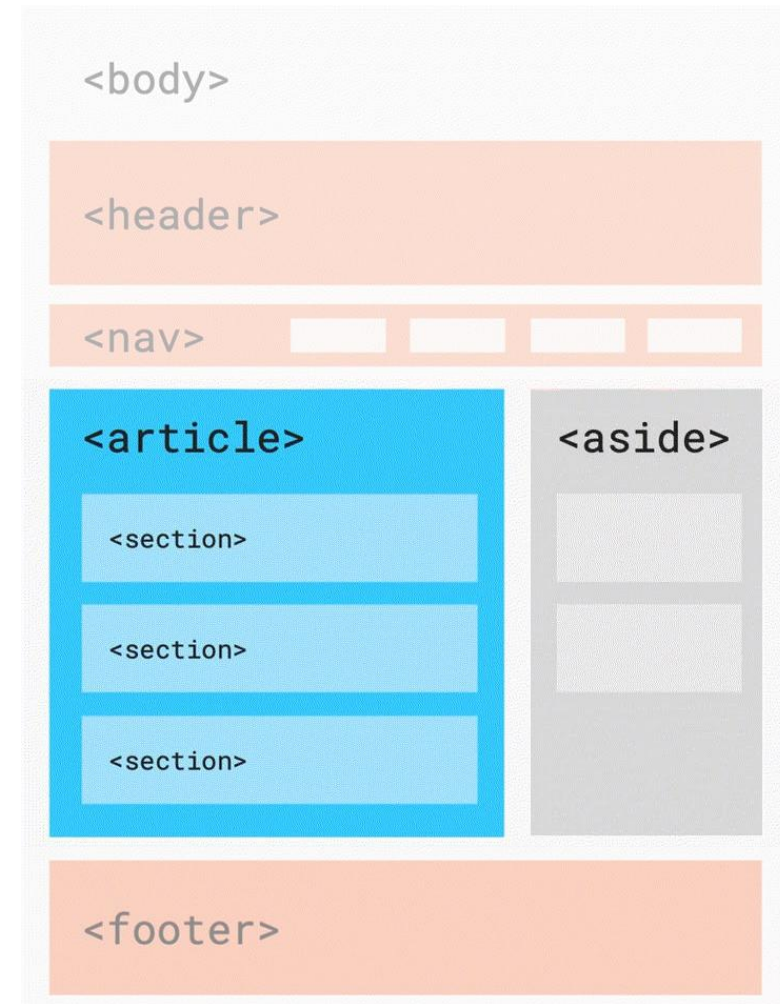 <body>
<header>
<nav>
<article>
<aside>
<section>
<section>
<section>
<footer>